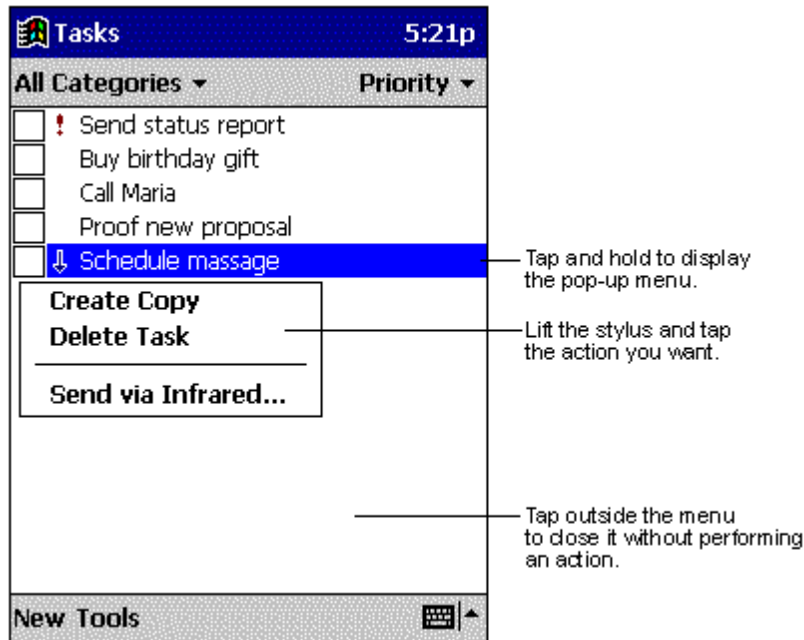 Tasks 5:21p
All Categories Priority
! Send status report
Buy birthday gift
Call Maria
Proof new proposal
Schedule massage
Tap and hold to display
the pop-up menu.
Create Copy
Delete Task
Send via Infrared...
Lift the stylus and tap
the action you want.
Tap outside the menu
to close it without performing
an action.
New Tools